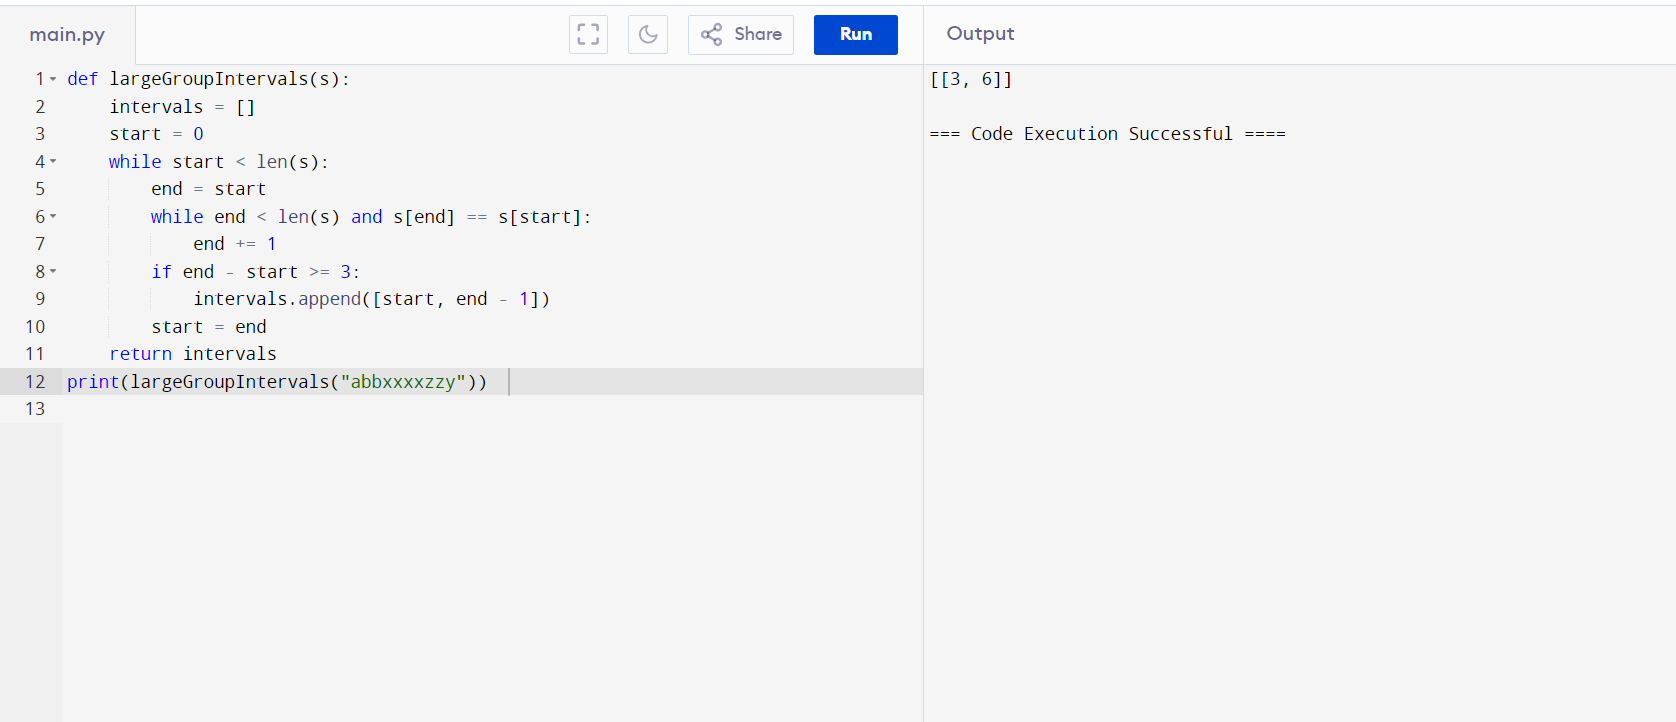 main.py
Share
Run
Output
1 def largeGroupIntervals(s):
2     intervals = []
3     start = 0
4     while start < len(s):
5         end = start
6         while end < len(s) and s[end] == s[start]:
7             end += 1
8         if end - start >= 3:
9             intervals.append([start, end - 1])
10         start = end
11     return intervals
12 print(largeGroupIntervals("abbxxxxzzy"))
13
[[3, 6]]
=== Code Execution Successful ====